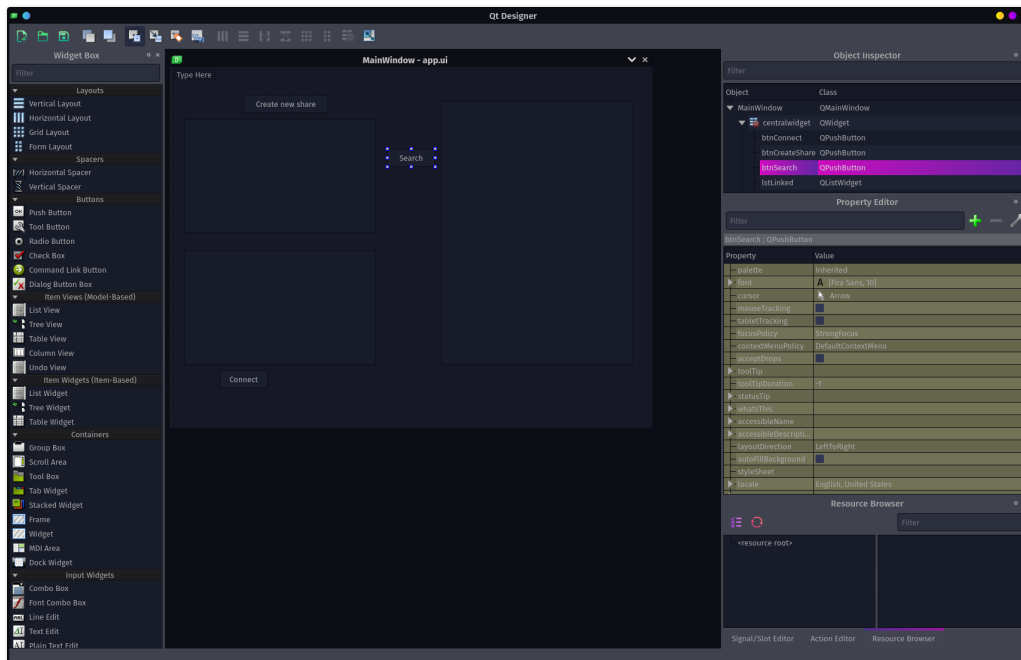 Qt Designer
Widget Box
Filter
Layouts
Vertical Layout
Horizontal Layout
Grid Layout
Form Layout
Spacers
Horizontal Spacer
Vertical Spacer
Buttons
Push Button
Tool Button
Radio Button
Check Box
Command Link Button
Dialog Button Box
Item Views (Model-Based)
List View
Tree View
Table View
Column View
Undo View
Item Widgets (Item-Based)
List Widget
Tree Widget
Table Widget
Containers
Group Box
Scroll Area
Tool Box
Tab Widget
Stacked Widget
Frame
Widget
MDI Area
Dock Widget
Input Widgets
Combo Box
Font Combo Box
Line Edit
Text Edit
Plain Text Edit
MainWindow - app.ui
Type Here
Create new share
Search
Connect
Object Inspector
Filter
Object Class
MainWindow QMainWindow
centralwidget QWidget
btnConnect QPushButton
btnCreateShare QPushButton
btnSearch QPushButton
lstLinked QListWidget
Property Editor
Filter
btnSearch : QPushButton
Property Value
palette Inherited
font A [Fira Sans, 10]
cursor Arrow
mouseTracking
tabletTracking
focusPolicy StrongFocus
contextMenuPolicy DefaultContextMenu
acceptDrops
toolTip
toolTipDuration -1
statusTip
whatsThis
accessibleName
accessibleDescripti...
layoutDirection LeftToRight
autoFillBackground
styleSheet
locale English, United States
Resource Browser
Filter
<resource root>
Signal/Slot Editor Action Editor Resource Browser